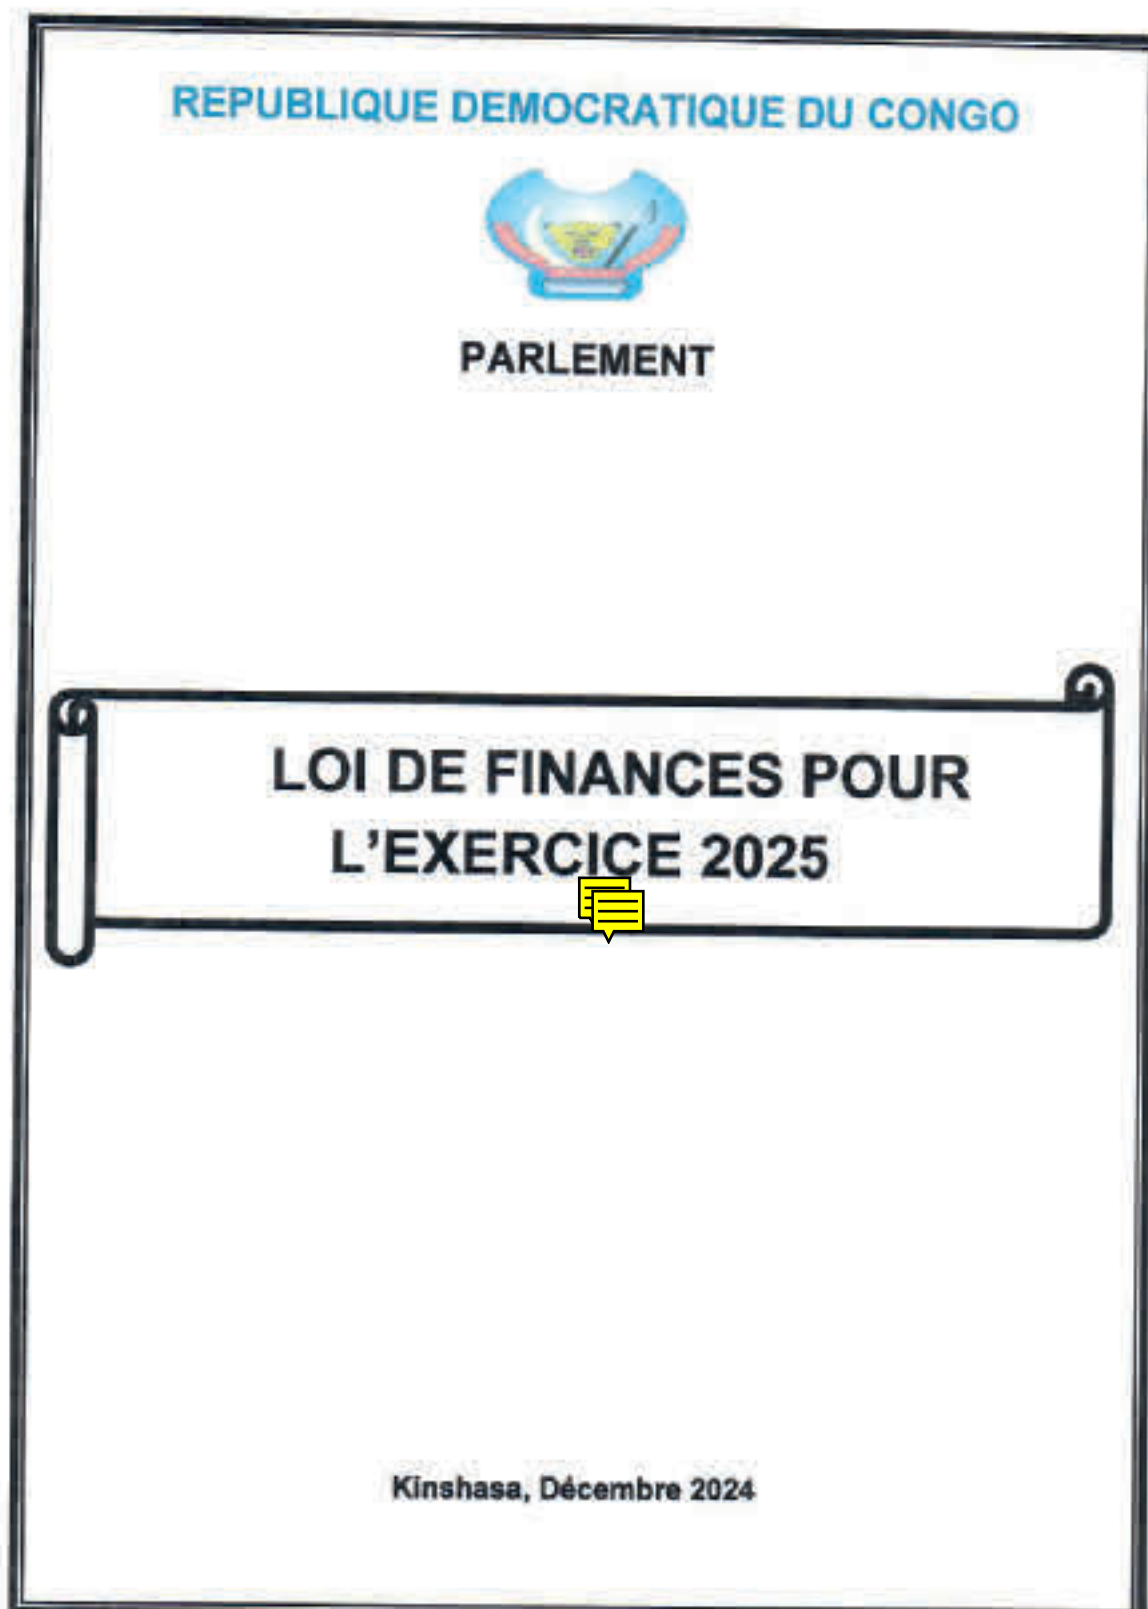 REPUBLIQUE DEMOCRATIQUE DU CONGO
PARLEMENT
LOI DE FINANCES POUR
L'EXERCICE 2025
Kinshasa, Décembre 2024